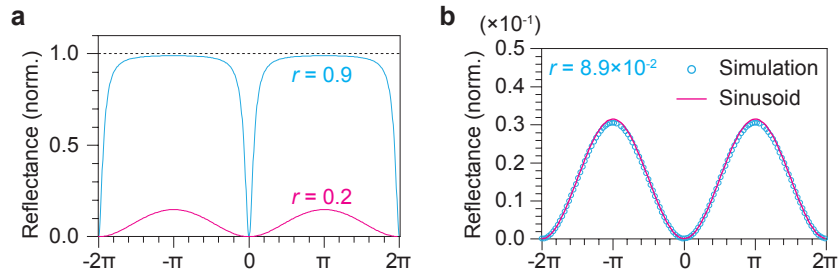 a
Reflectance (norm.)
1.0
0.5
0.0
r = 0.9
r = 0.2
-2π -π 0 π 2π
b
(×10⁻¹)
Reflectance (norm.)
0.5
0.4
0.3
0.2
0.1
0.0
r = 8.9×10⁻²
Simulation
Sinusoid
-2π -π 0 π 2π